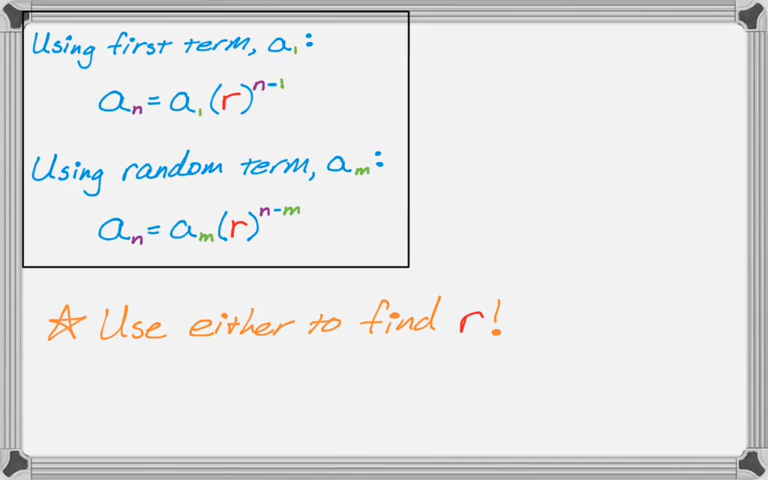 Using first term, a₁:
aₙ = a₁(r)ⁿ⁻¹
Using random term, aₘ:
aₙ = aₘ(r)ⁿ⁻ᵐ
☆ Use either to find r!